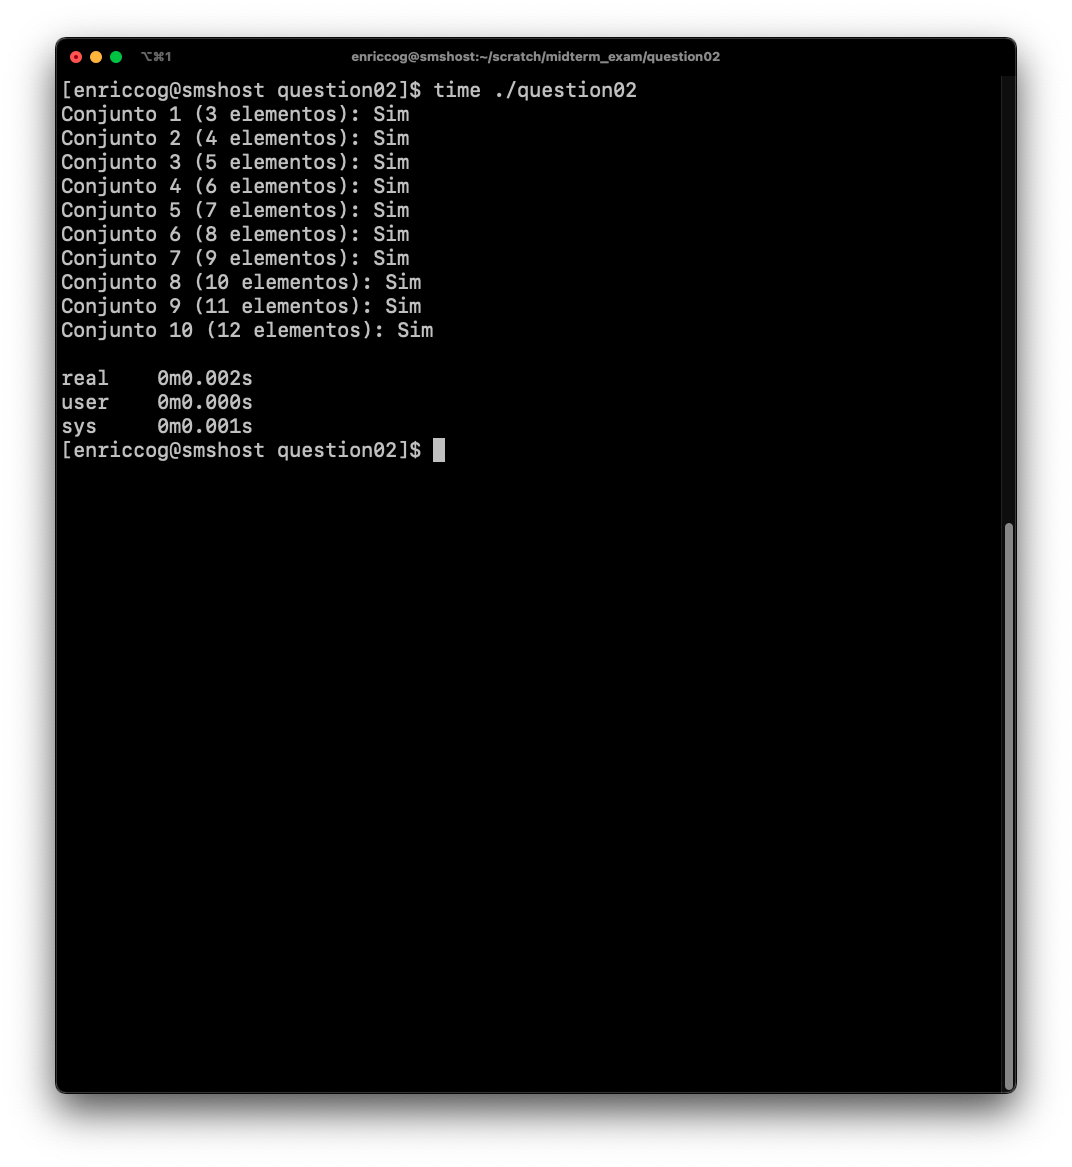 ⌥⌘1
enriccog@smshost:~/scratch/midterm_exam/question02
[enriccog@smshost question02]$ time ./question02
Conjunto 1 (3 elementos): Sim
Conjunto 2 (4 elementos): Sim
Conjunto 3 (5 elementos): Sim
Conjunto 4 (6 elementos): Sim
Conjunto 5 (7 elementos): Sim
Conjunto 6 (8 elementos): Sim
Conjunto 7 (9 elementos): Sim
Conjunto 8 (10 elementos): Sim
Conjunto 9 (11 elementos): Sim
Conjunto 10 (12 elementos): Sim
real    0m0.002s
user    0m0.000s
sys     0m0.001s
[enriccog@smshost question02]$